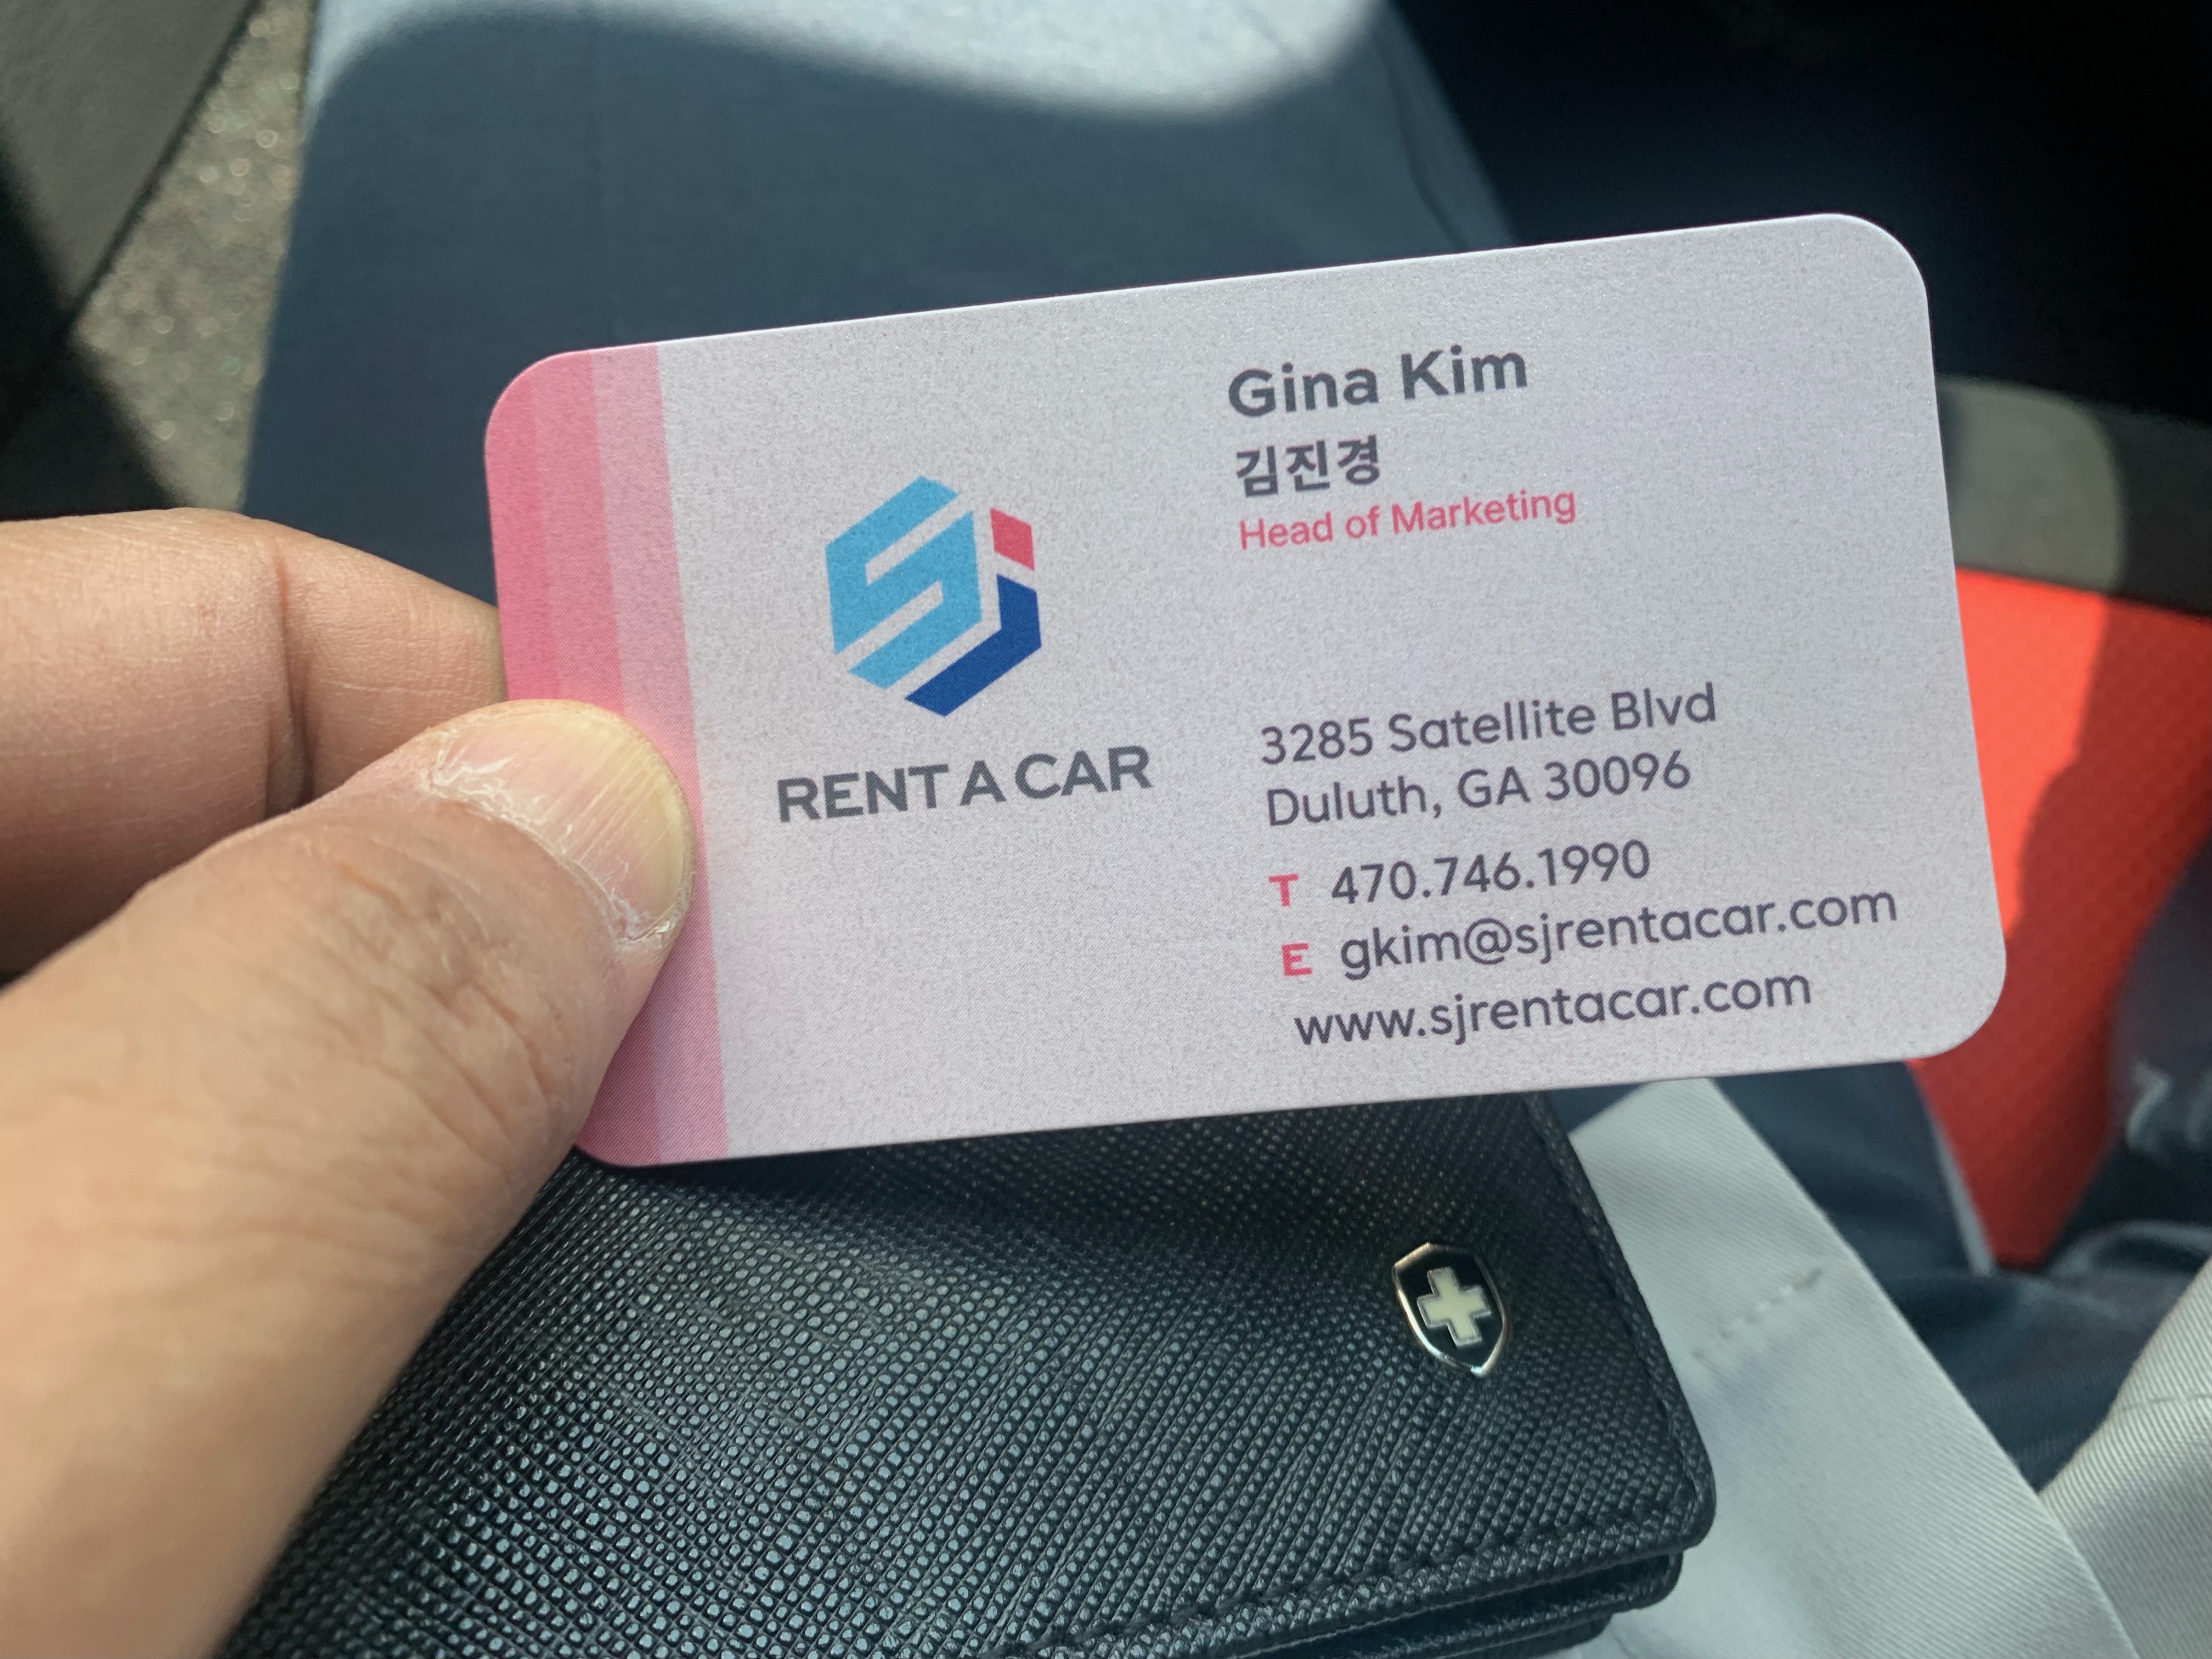 SJ
RENT A CAR
Gina Kim
김진경
Head of Marketing
3285 Satellite Blvd
Duluth, GA 30096
T 470.746.1990
E gkim@sjrentacar.com
www.sjrentacar.com